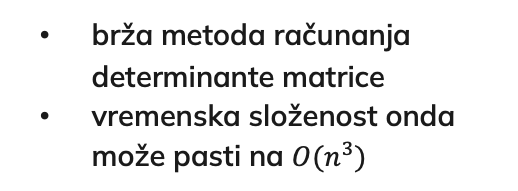 • brža metoda računanja
determinante matrice
• vremenska složenost onda
može pasti na O(n³)